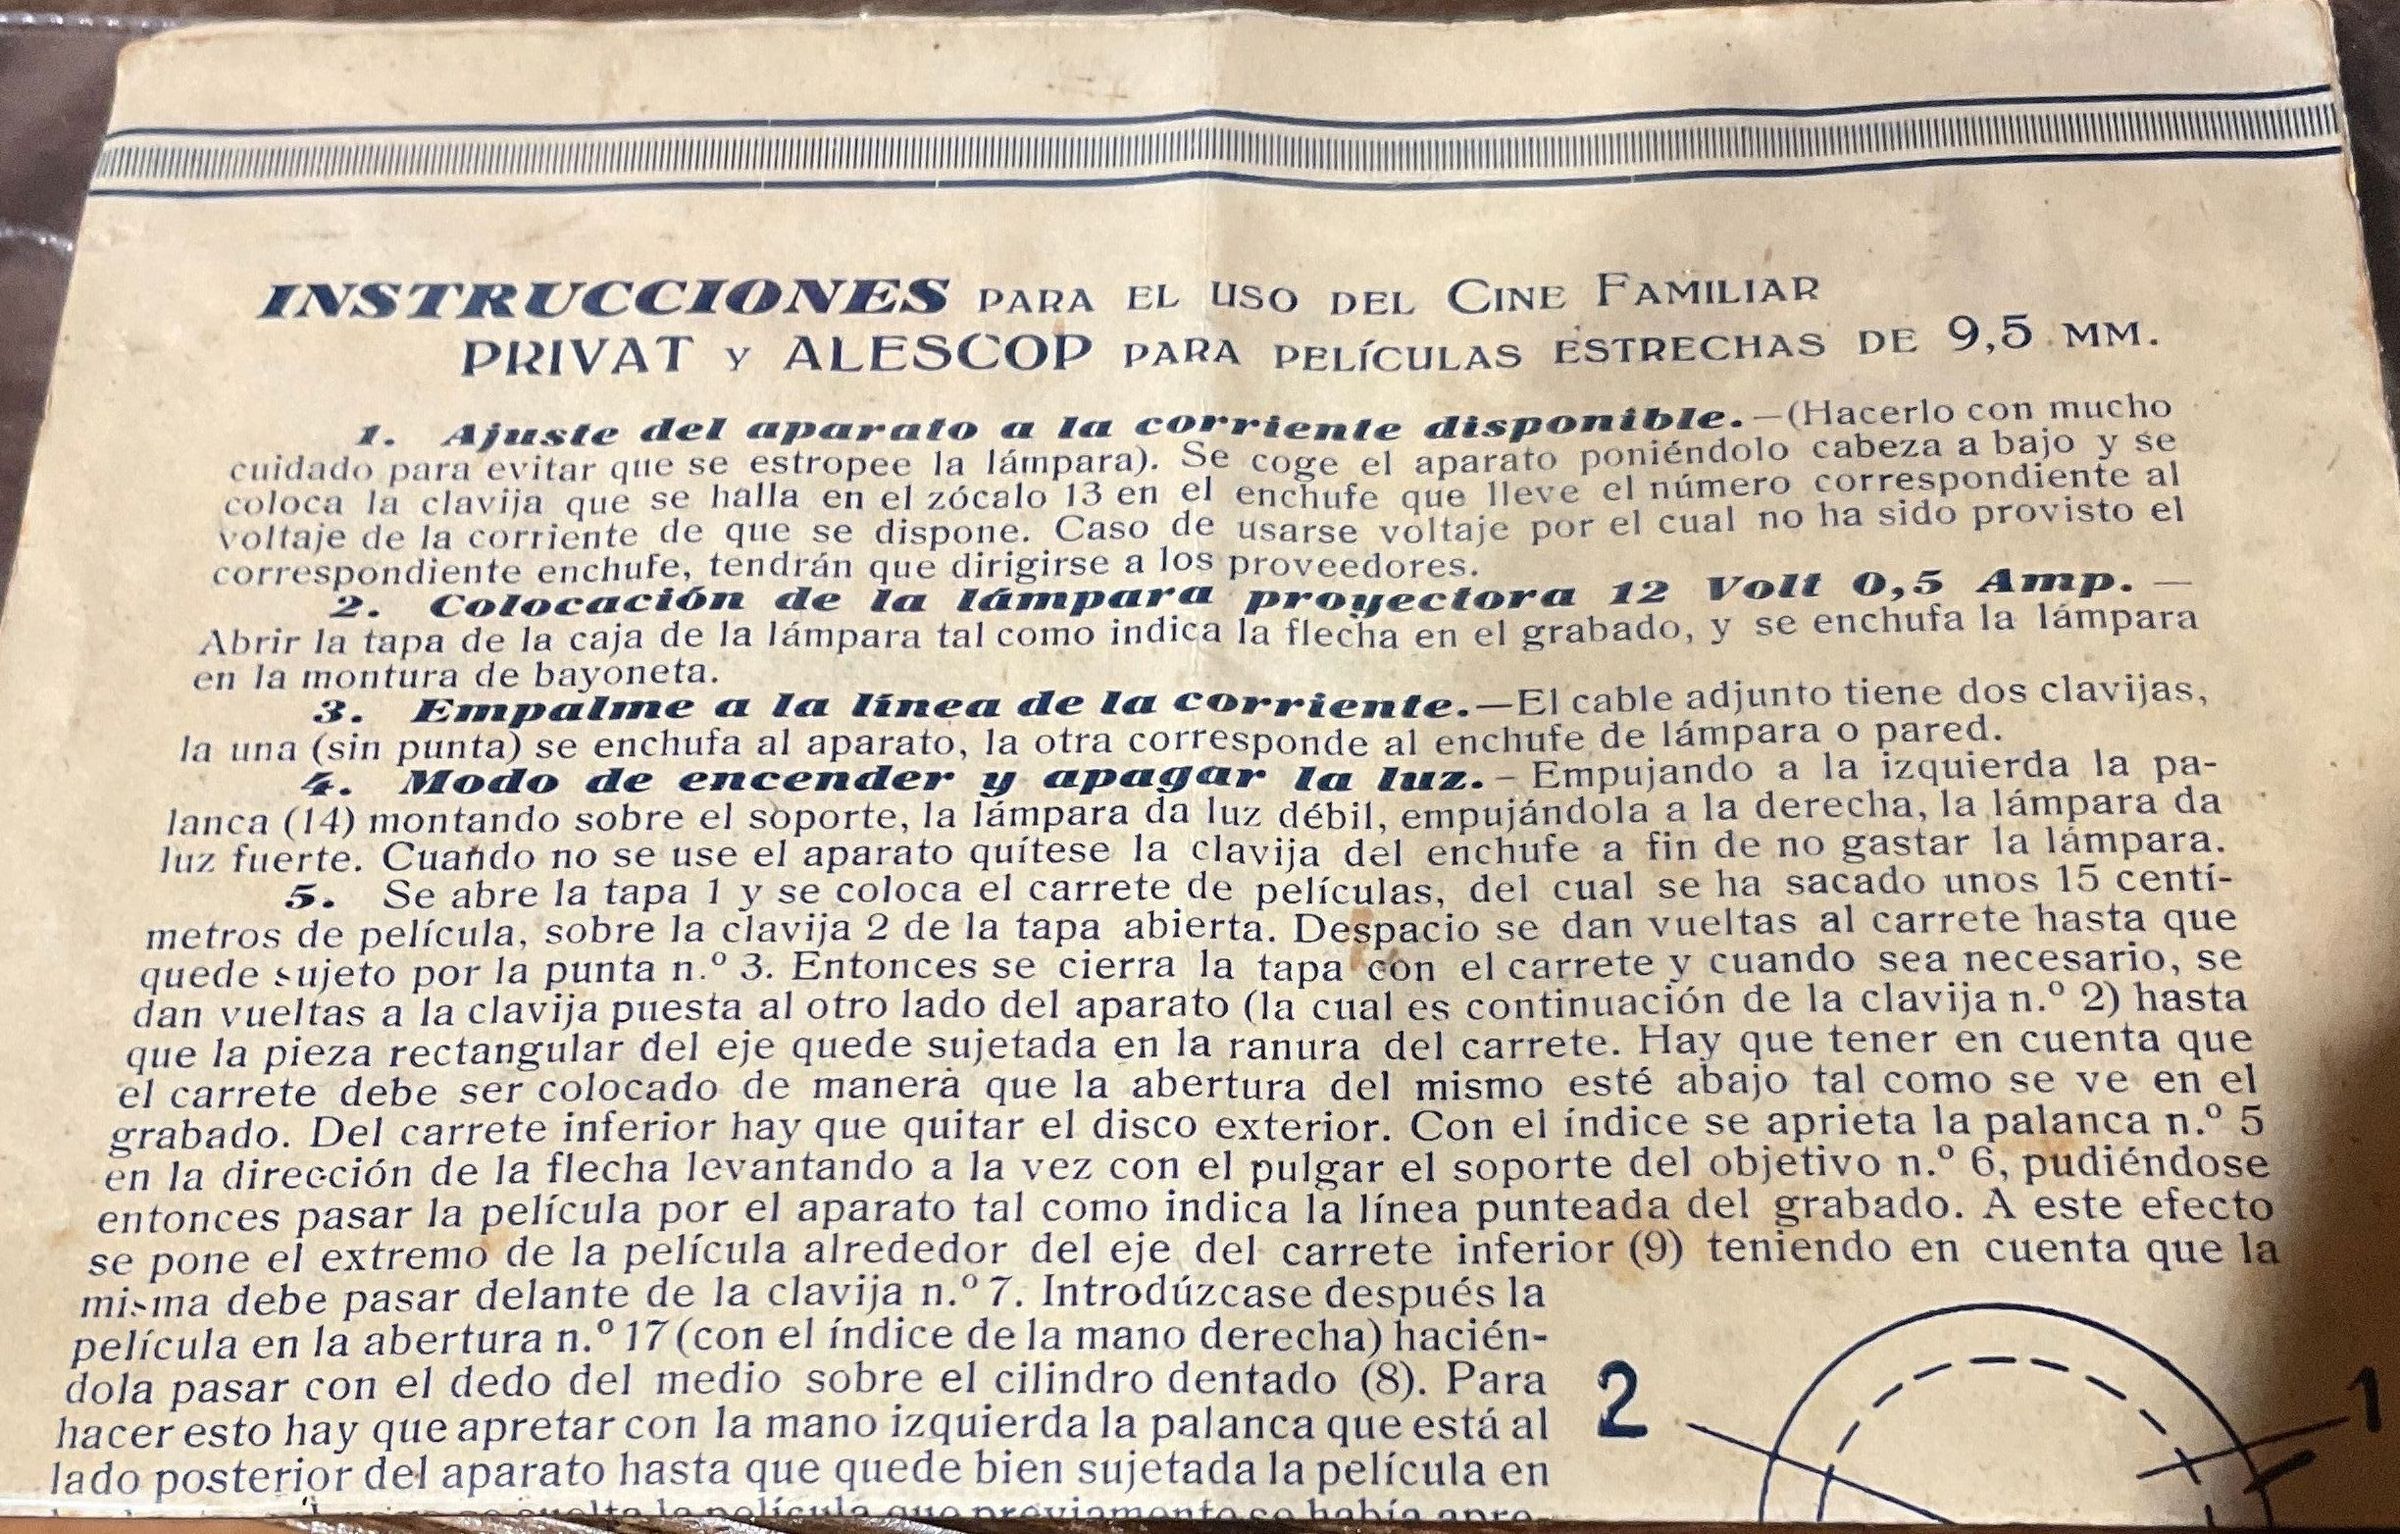 INSTRUCCIONES PARA EL USO DEL CINE FAMILIAR
PRIVAT Y ALESCOP PARA PELÍCULAS ESTRECHAS DE 9,5 MM.
1. Ajuste del aparato a la corriente disponible.—(Hacerlo con mucho
cuidado para evitar que se estropee la lámpara). Se coge el aparato poniéndolo cabeza a bajo y se
coloca la clavija que se halla en el zócalo 13 en el enchufe que lleve el número correspondiente al
voltaje de la corriente de que se dispone. Caso de usarse voltaje por el cual no ha sido provisto el
correspondiente enchufe, tendrán que dirigirse a los proveedores.
2. Colocación de la lámpara proyectora 12 Volt 0,5 Amp. —
Abrir la tapa de la caja de la lámpara tal como indica la flecha en el grabado, y se enchufa la lámpara
en la montura de bayoneta.
3. Empalme a la línea de la corriente.—El cable adjunto tiene dos clavijas,
la una (sin punta) se enchufa al aparato, la otra corresponde al enchufe de lámpara o pared.
4. Modo de encender y apagar la luz.- Empujando a la izquierda la pa-
lanca (14) montando sobre el soporte, la lámpara da luz débil, empujándola a la derecha, la lámpara da
luz fuerte. Cuando no se use el aparato quítese la clavija del enchufe a fin de no gastar la lámpara.
5. Se abre la tapa 1 y se coloca el carrete de películas, del cual se ha sacado unos 15 centí-
metros de película, sobre la clavija 2 de la tapa abierta. Despacio se dan vueltas al carrete hasta que
quede sujeto por la punta n.º 3. Entonces se cierra la tapa con el carrete y cuando sea necesario, se
dan vueltas a la clavija puesta al otro lado del aparato (la cual es continuación de la clavija n.º 2) hasta
que la pieza rectangular del eje quede sujetada en la ranura del carrete. Hay que tener en cuenta que
el carrete debe ser colocado de manera que la abertura del mismo esté abajo tal como se ve en el
grabado. Del carrete inferior hay que quitar el disco exterior. Con el índice se aprieta la palanca n.º 5
en la dirección de la flecha levantando a la vez con el pulgar el soporte del objetivo n.º 6, pudiéndose
entonces pasar la película por el aparato tal como indica la línea punteada del grabado. A este efecto
se pone el extremo de la película alrededor del eje del carrete inferior (9) teniendo en cuenta que la
misma debe pasar delante de la clavija n.º 7. Introdúzcase después la
película en la abertura n.º 17 (con el índice de la mano derecha) hacién-
dola pasar con el dedo del medio sobre el cilindro dentado (8). Para
hacer esto hay que apretar con la mano izquierda la palanca que está al
lado posterior del aparato hasta que quede bien sujetada la película en
la película que previamente se había apre-
2
1